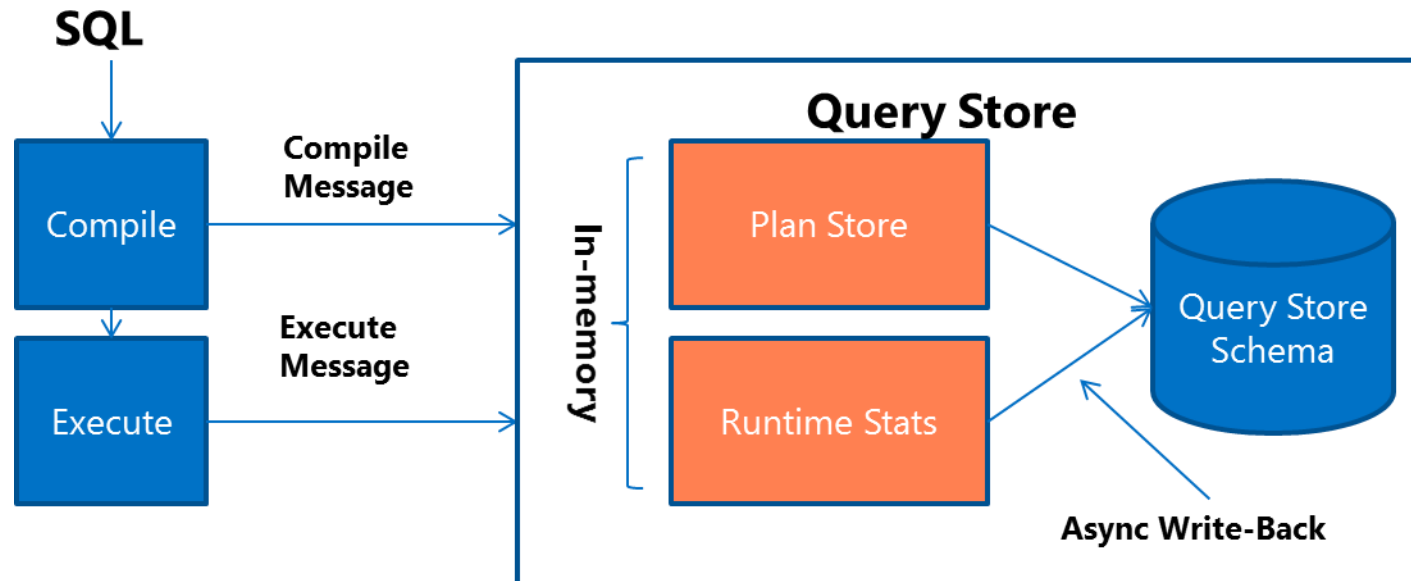 SQL
Query Store
Compile
Message
Compile
Plan Store
In-memory
Query Store
Schema
Execute
Message
Execute
Runtime Stats
Async Write-Back